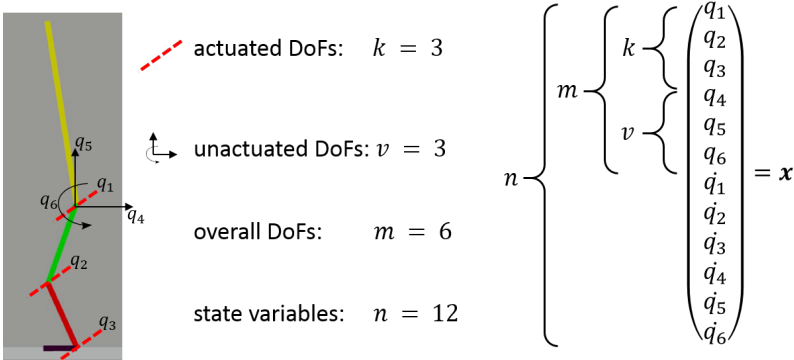 q₅
q₁
q₆
q₄
q₂
q₃
actuated DoFs: k = 3
unactuated DoFs: v = 3
overall DoFs: m = 6
state variables: n = 12
n
m
k
v
q₁
q₂
q₃
q₄
q₅
q₆
q̇₁
q̇₂
q̇₃
q̇₄
q̇₅
q̇₆
= x